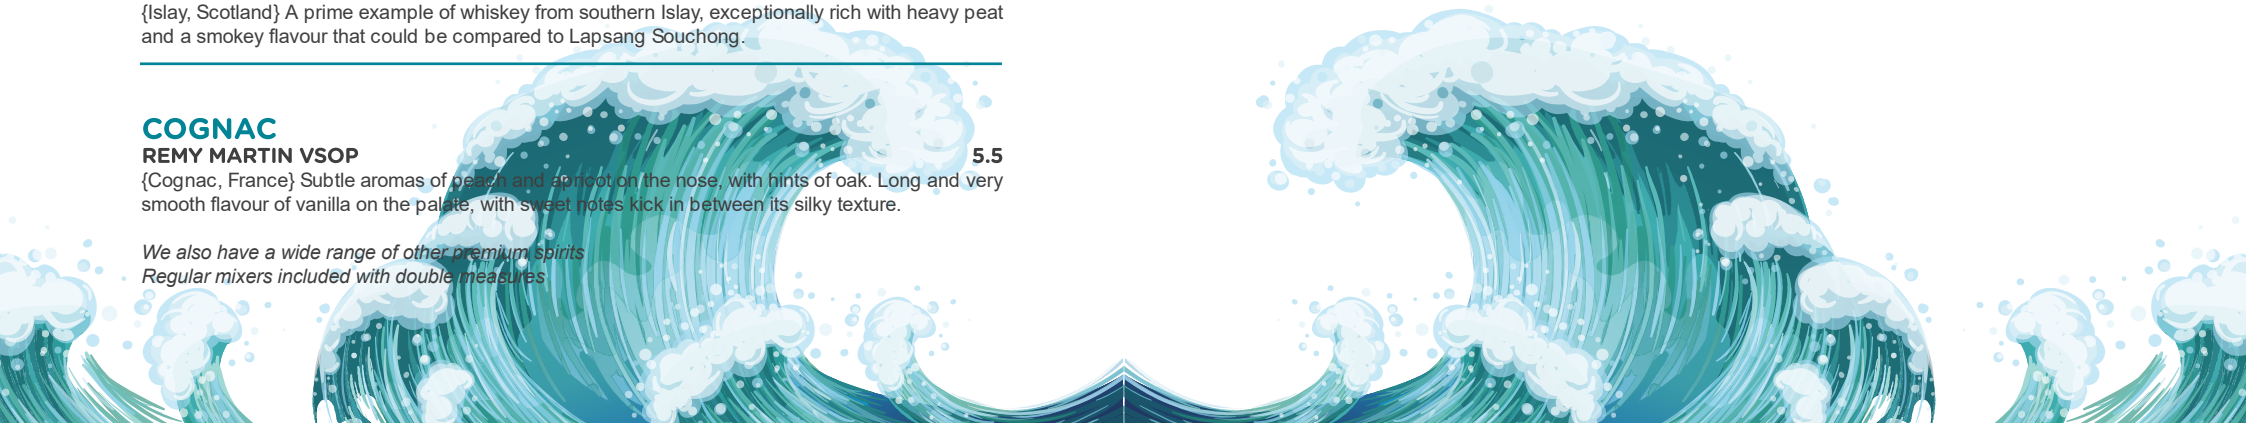 {Islay, Scotland} A prime example of whiskey from southern Islay, exceptionally rich with heavy peat
and a smokey flavour that could be compared to Lapsang Souchong.
COGNAC
REMY MARTIN VSOP 5.5
{Cognac, France} Subtle aromas of peach and apricot on the nose, with hints of oak. Long and very
smooth flavour of vanilla on the palate, with sweet notes kick in between its silky texture.
We also have a wide range of other premium spirits
Regular mixers included with double measures